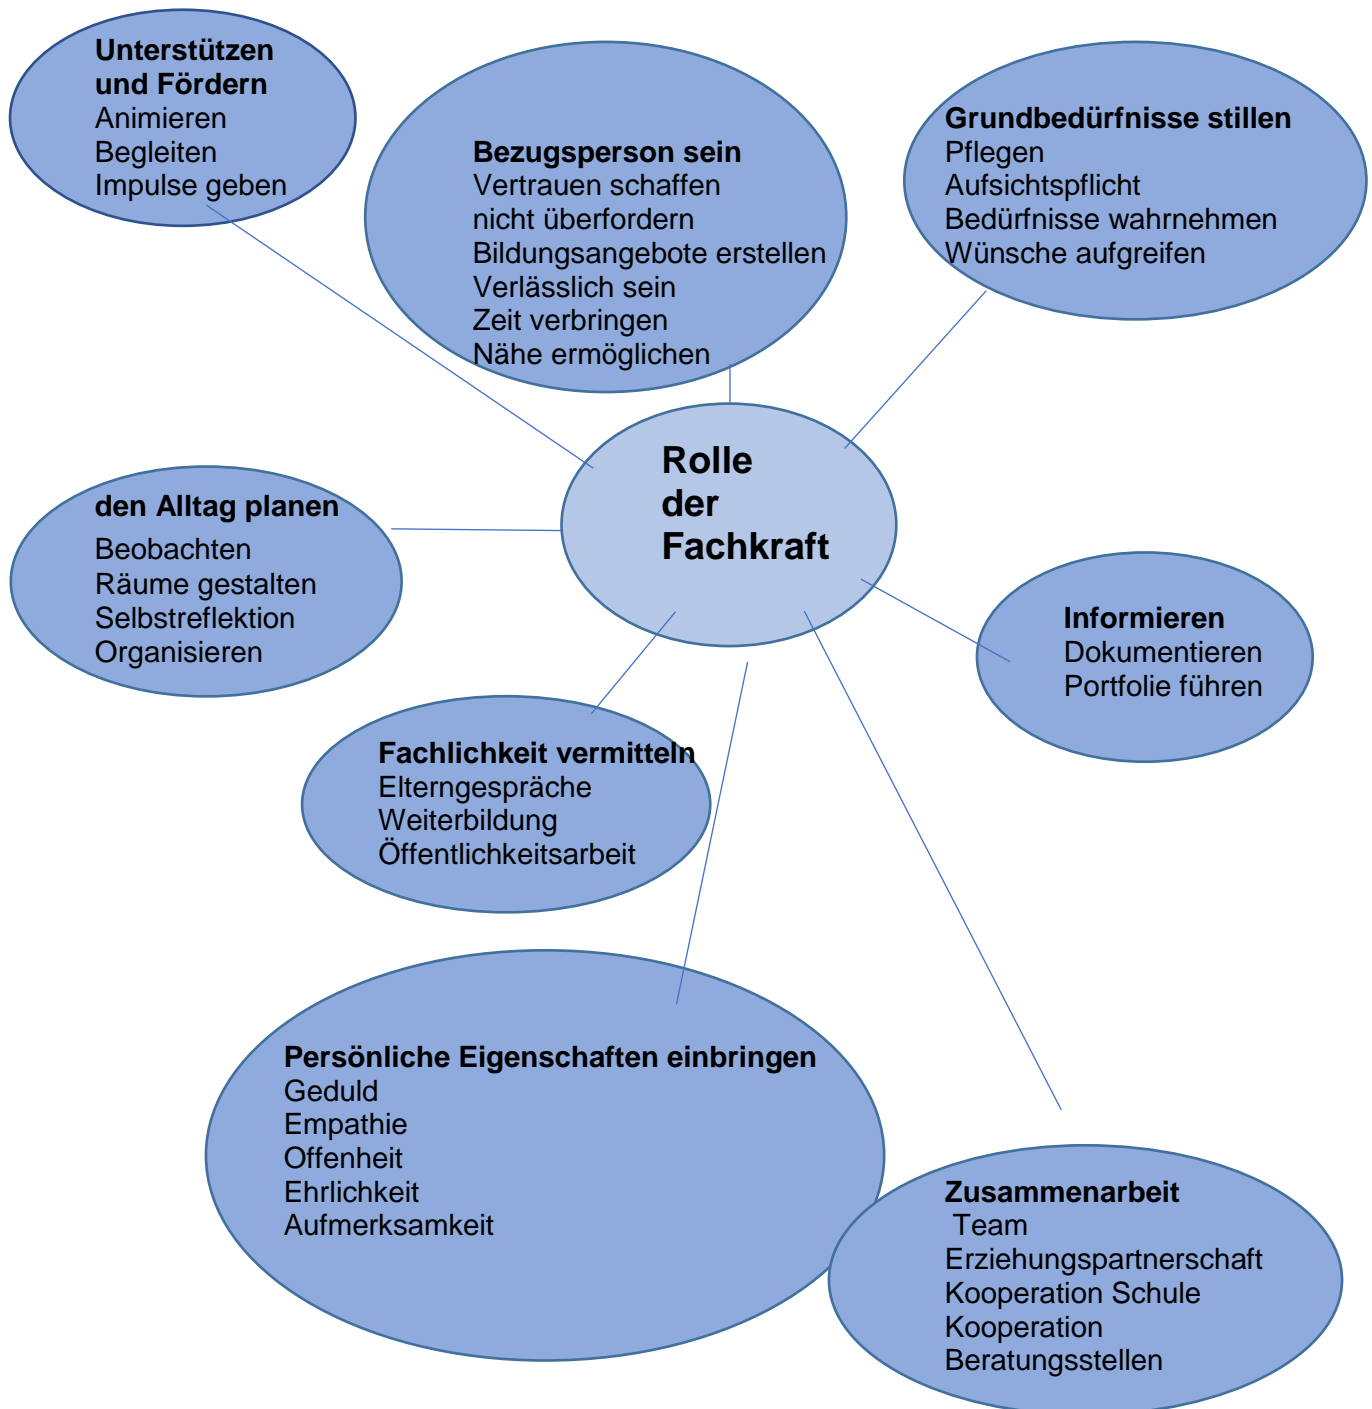 Unterstützen
und Fördern
Animieren
Begleiten
Impulse geben
Bezugsperson sein
Vertrauen schaffen
nicht überfordern
Bildungsangebote erstellen
Verlässlich sein
Zeit verbringen
Nähe ermöglichen
Grundbedürfnisse stillen
Pflegen
Aufsichtspflicht
Bedürfnisse wahrnehmen
Wünsche aufgreifen
Rolle
der
Fachkraft
den Alltag planen
Beobachten
Räume gestalten
Selbstreflektion
Organisieren
Informieren
Dokumentieren
Portfolie führen
Fachlichkeit vermitteln
Elterngespräche
Weiterbildung
Öffentlichkeitsarbeit
Persönliche Eigenschaften einbringen
Geduld
Empathie
Offenheit
Ehrlichkeit
Aufmerksamkeit
Zusammenarbeit
Team
Erziehungspartnerschaft
Kooperation Schule
Kooperation
Beratungsstellen